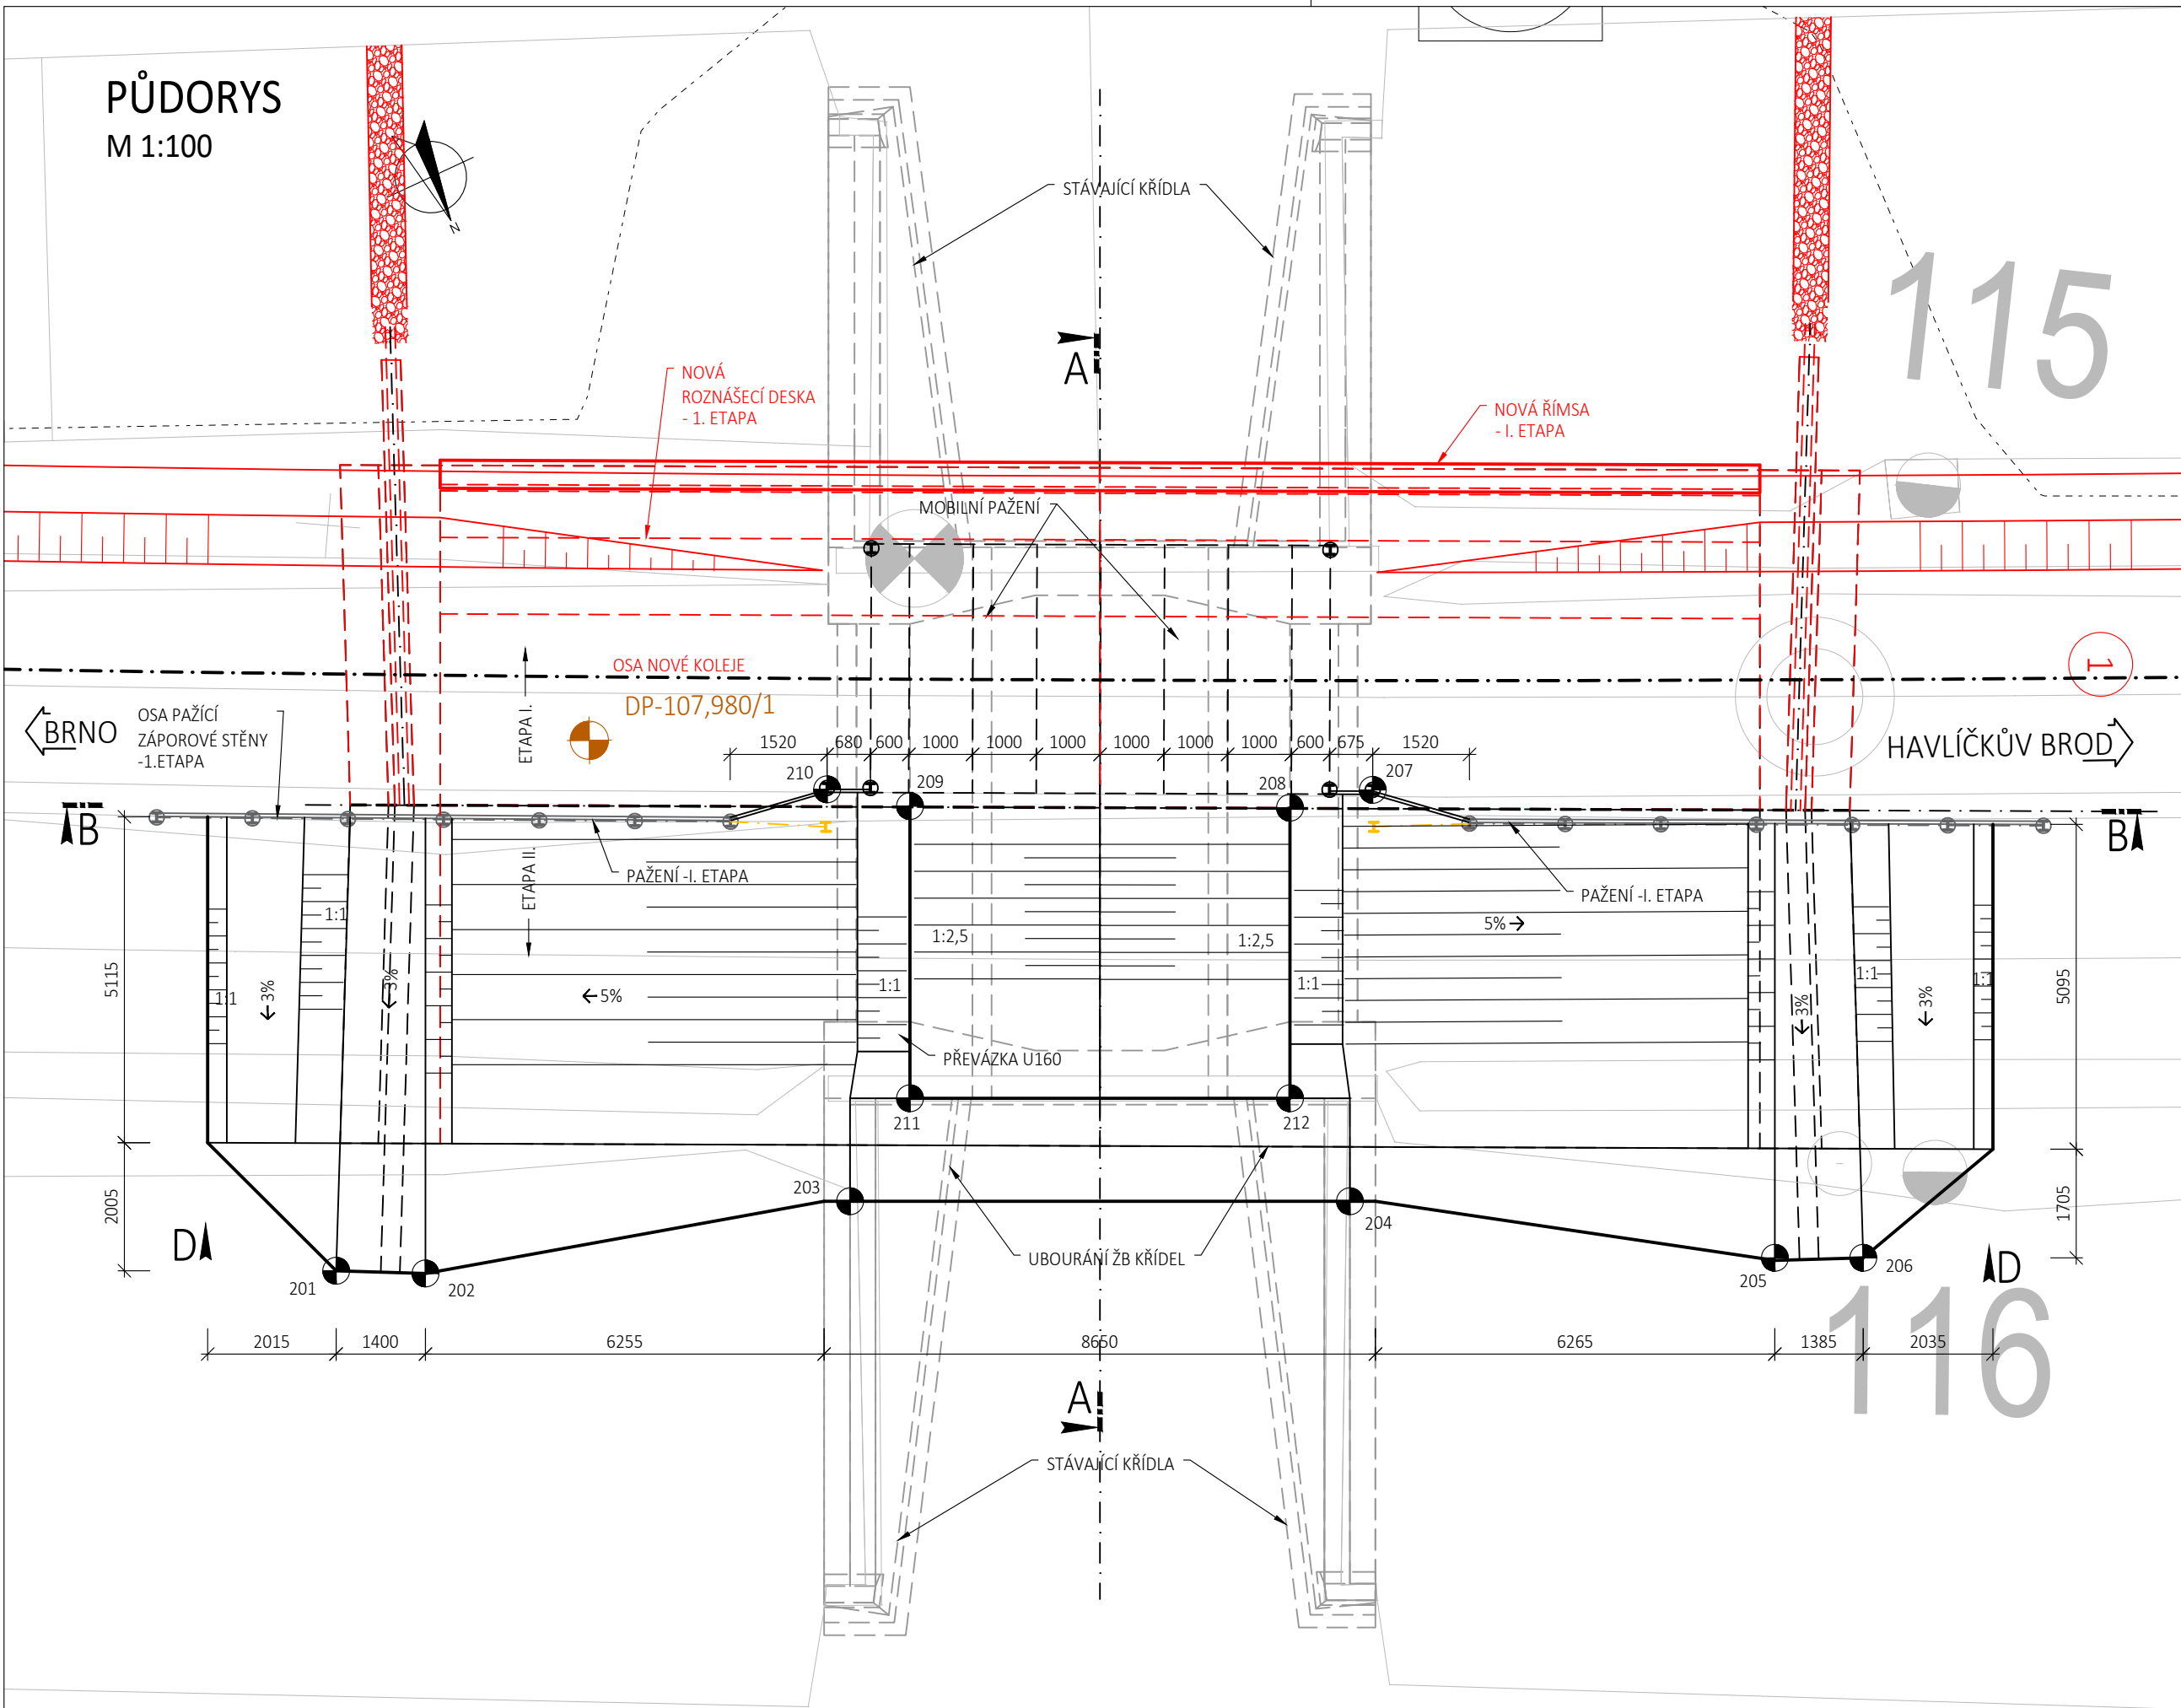 PŮDORYS
M 1:100
N
STÁVAJÍCÍ KŘÍDLA
115
A
NOVÁ
ROZNÁŠECÍ DESKA
- 1. ETAPA
NOVÁ ŘÍMSA
- I. ETAPA
MOBILNÍ PAŽENÍ
OSA NOVÉ KOLEJE
1
ETAPA I.
DP-107,980/1
BRNO
OSA PAŽÍCÍ
ZÁPOROVÉ STĚNY
-1.ETAPA
HAVLÍČKŮV BROD
1520 680 600 1000 1000 1000 1000 1000 1000 600 675 1520
210 209 208 207
B B
ETAPA II.
PAŽENÍ -I. ETAPA
PAŽENÍ -I. ETAPA
1:1
5% 
1:2,5 1:2,5
5115
1:1 3% 3% 5% 1:1 1:1 3% 1:1 3% 1:1
5095
PŘEVÁZKA U160
211 212
203 204
2005
1705
D D
UBOURÁNÍ ŽB KŘÍDEL
201 202 205 206
116
2015 1400 6255 8650 6265 1385 2035
A
STÁVAJÍCÍ KŘÍDLA